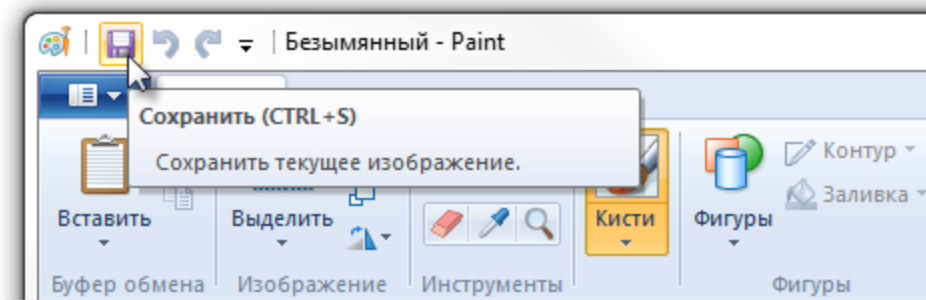 Безымянный - Paint
Сохранить (CTRL+S)
Сохранить текущее изображение.
Контур
Заливка
Вставить
Выделить
Кисти
Фигуры
Буфер обмена
Изображение
Инструменты
Фигуры